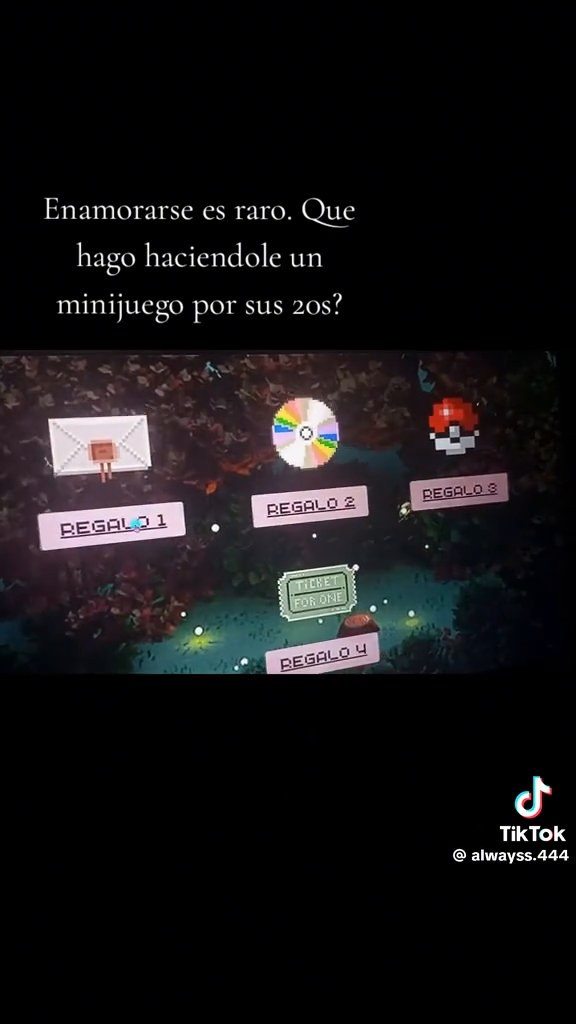 Enamorarse es raro. Que
hago haciendole un
minijuego por sus 20s?
REGALO 1
REGALO 2
REGALO 3
TICKET
FOR ONE
REGALO 4
TikTok
@ alwayss.444